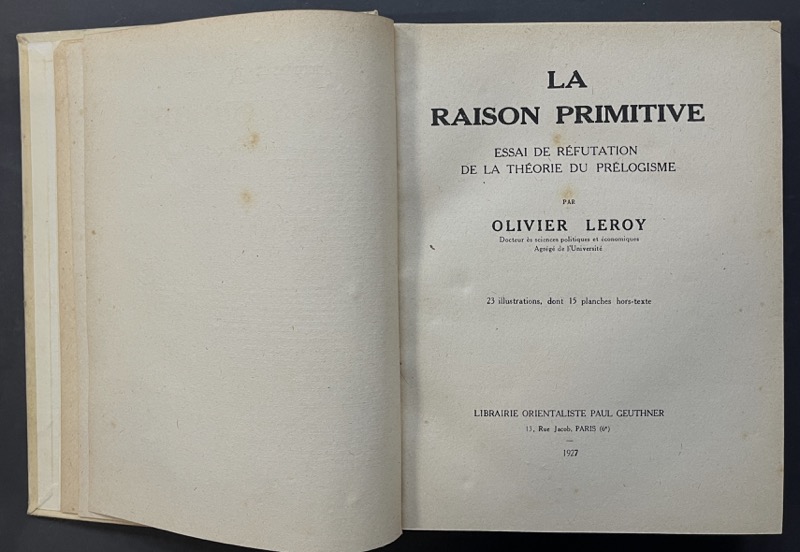 LA
RAISON PRIMITIVE
ESSAI DE RÉFUTATION
DE LA THÉORIE DU PRÉLOGISME
PAR
OLIVIER LEROY
Docteur ès sciences politiques et économiques
Agrégé de l'Université
23 illustrations, dont 15 planches hors-texte
LIBRAIRIE ORIENTALISTE PAUL GEUTHNER
13, Rue Jacob, PARIS (6e)
1927